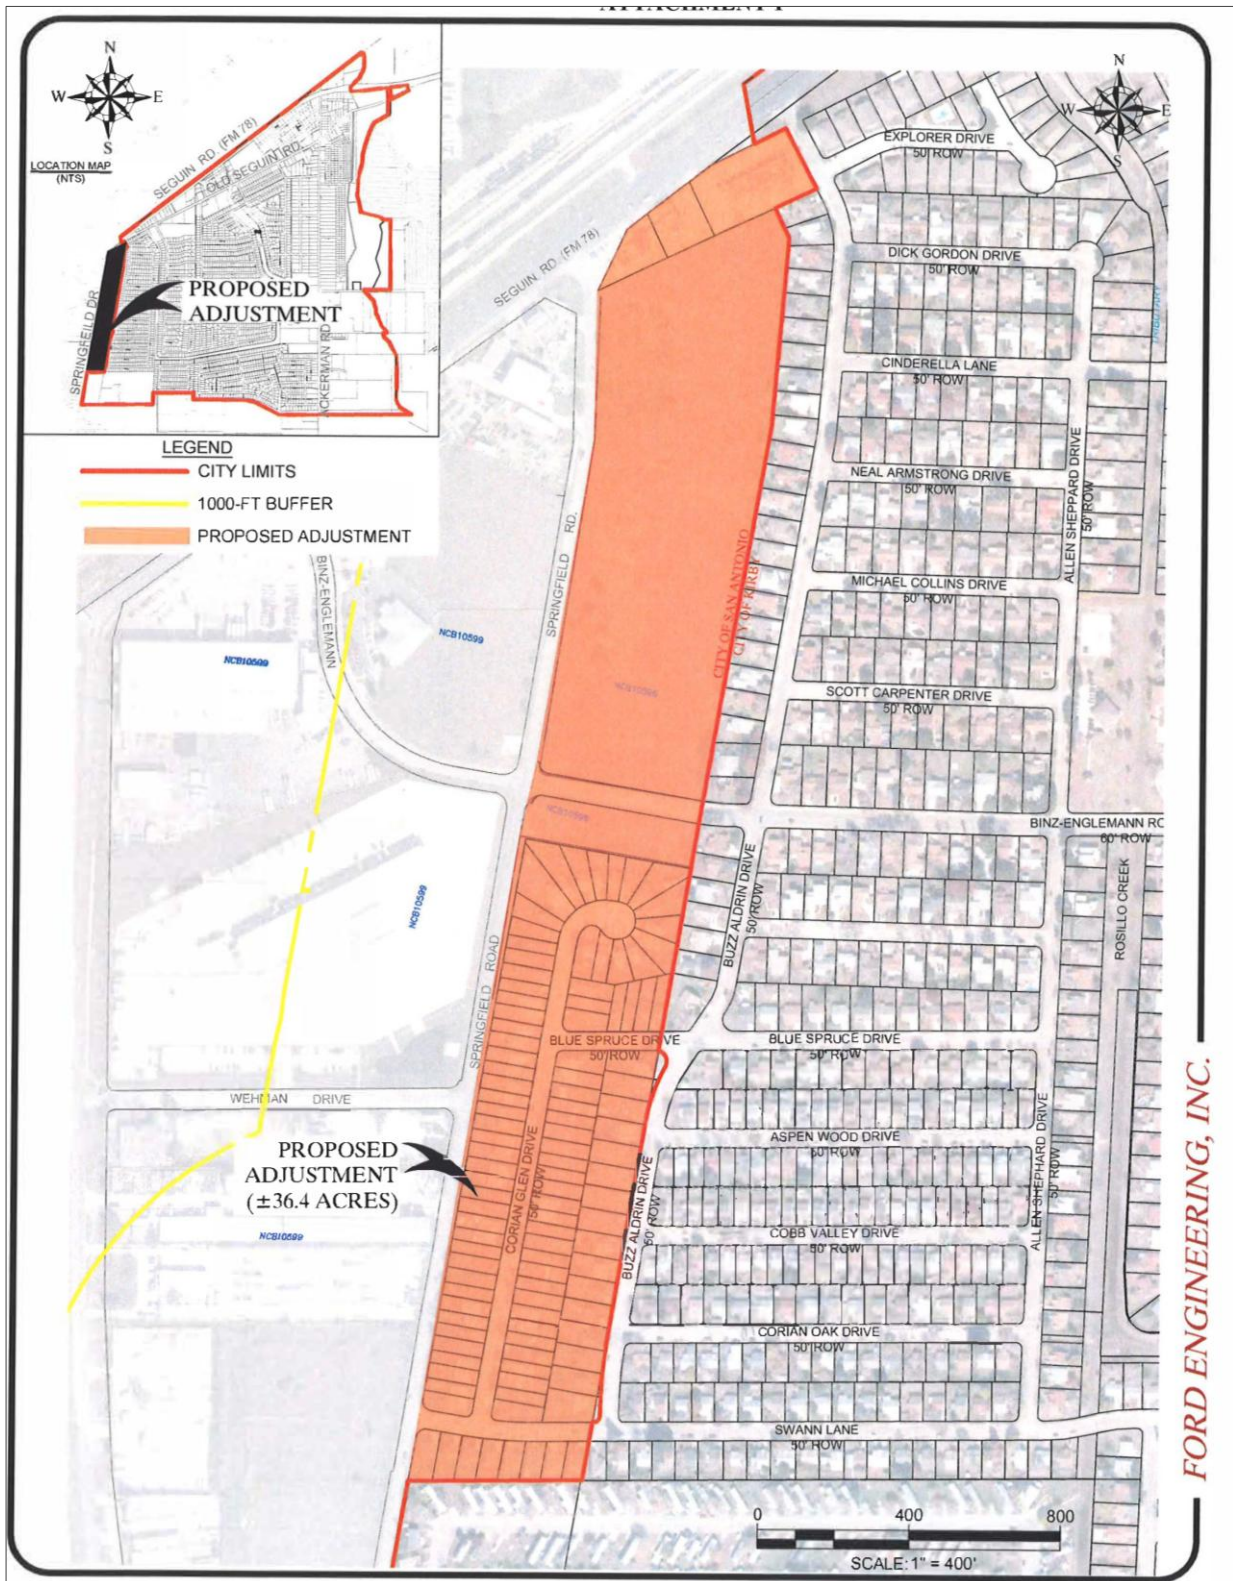 ATTACHMENT 1
N
W
E
S
LOCATION MAP
(NTS)
SEGUIN RD. (FM 78)
OLD SEGUIN RD.
PROPOSED
ADJUSTMENT
SPRINGFEILD DR
ACKERMAN RD
LEGEND
CITY LIMITS
1000-FT BUFFER
PROPOSED ADJUSTMENT
N
W
E
S
EXPLORER DRIVE
50' ROW
SEGUIN RD. (FM 78)
DICK GORDON DRIVE
50' ROW
TRIBUTARY
CINDERELLA LANE
50' ROW
NEAL ARMSTRONG DRIVE
50' ROW
ALLEN SHEPPARD DRIVE
50' ROW
SPRINGFIELD RD.
BINZ-ENGLEMANN
CITY OF SAN ANTONIO
CITY OF KIRBY
MICHAEL COLLINS DRIVE
50' ROW
NCB10599
NCB10599
NCB10599
SCOTT CARPENTER DRIVE
50' ROW
NCB10599
BINZ-ENGLEMANN RO
60' ROW
NCB10599
BUZZ ALDRIN DRIVE
50' ROW
ROSILLO CREEK
SPRINGFIELD ROAD
BLUE SPRUCE DRIVE
50' ROW
BLUE SPRUCE DRIVE
50' ROW
WEHMAN DRIVE
PROPOSED
ADJUSTMENT
(±36.4 ACRES)
CORIAN GLEN DRIVE
(50' ROW)
ASPEN WOOD DRIVE
50' ROW
BUZZ ALDRIN DRIVE
50' ROW
ALLEN SHEPHARD DRIVE
50' ROW
NCB10599
COBB VALLEY DRIVE
50' ROW
CORIAN OAK DRIVE
50' ROW
SWANN LANE
50' ROW
0 400 800
SCALE: 1" = 400'
FORD ENGINEERING, INC.